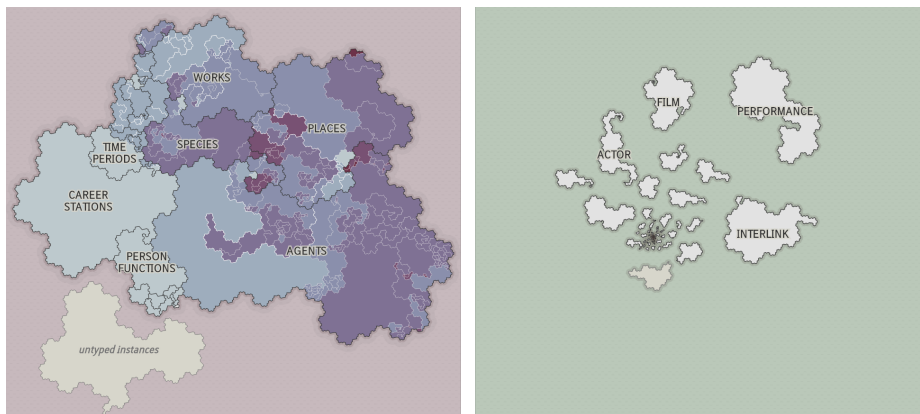 WORKS
PLACES
SPECIES
TIME
PERIODS
CAREER
STATIONS
PERSON
FUNCTIONS
AGENTS
untyped instances
FILM
PERFORMANCE
ACTOR
INTERLINK